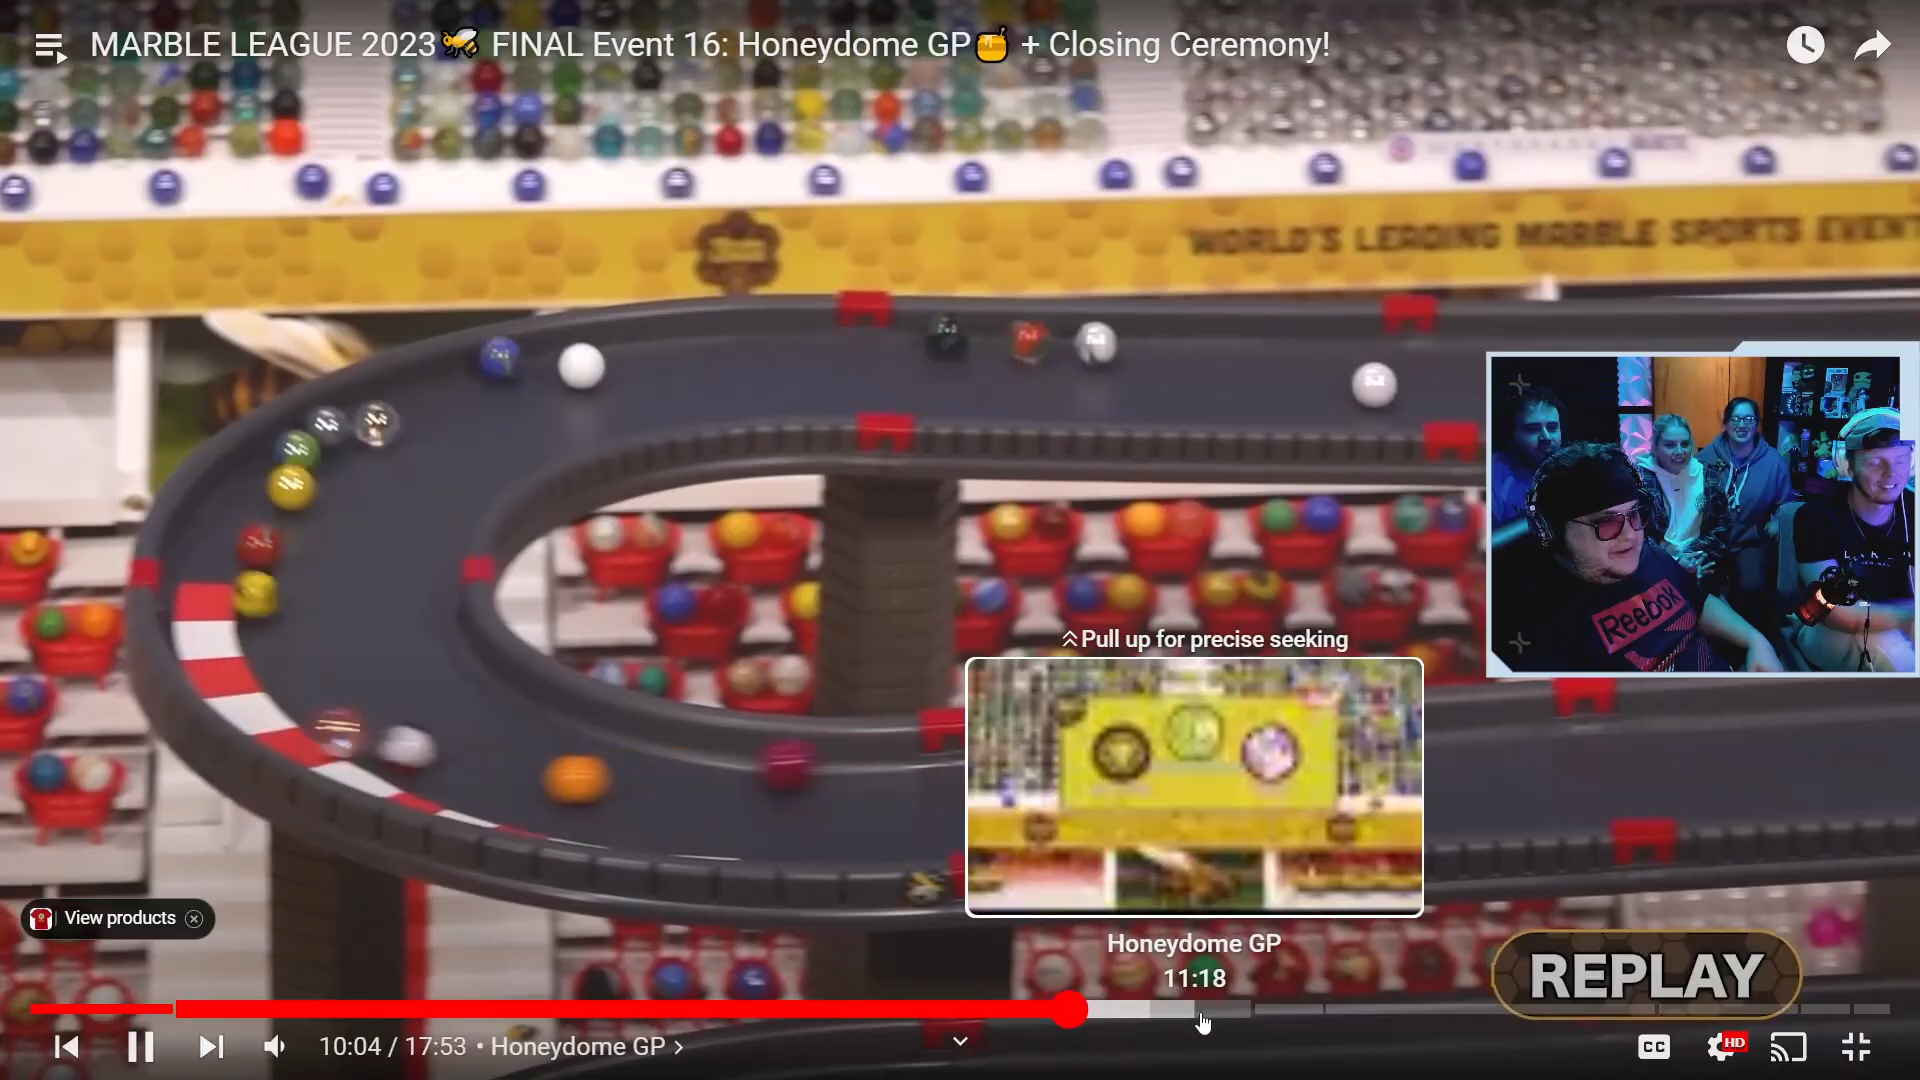 MARBLE LEAGUE 2023🐝 FINAL Event 16: Honeydome GP🍯 + Closing Ceremony!
WORLD'S LEADING MARBLE SPORTS EVENT
Reebok
Pull up for precise seeking
View products
Honeydome GP
11:18
REPLAY
10:04 / 17:53 • Honeydome GP
CC
HD